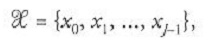 𝒳 = {x₀, x₁, ..., x_{J−1}},